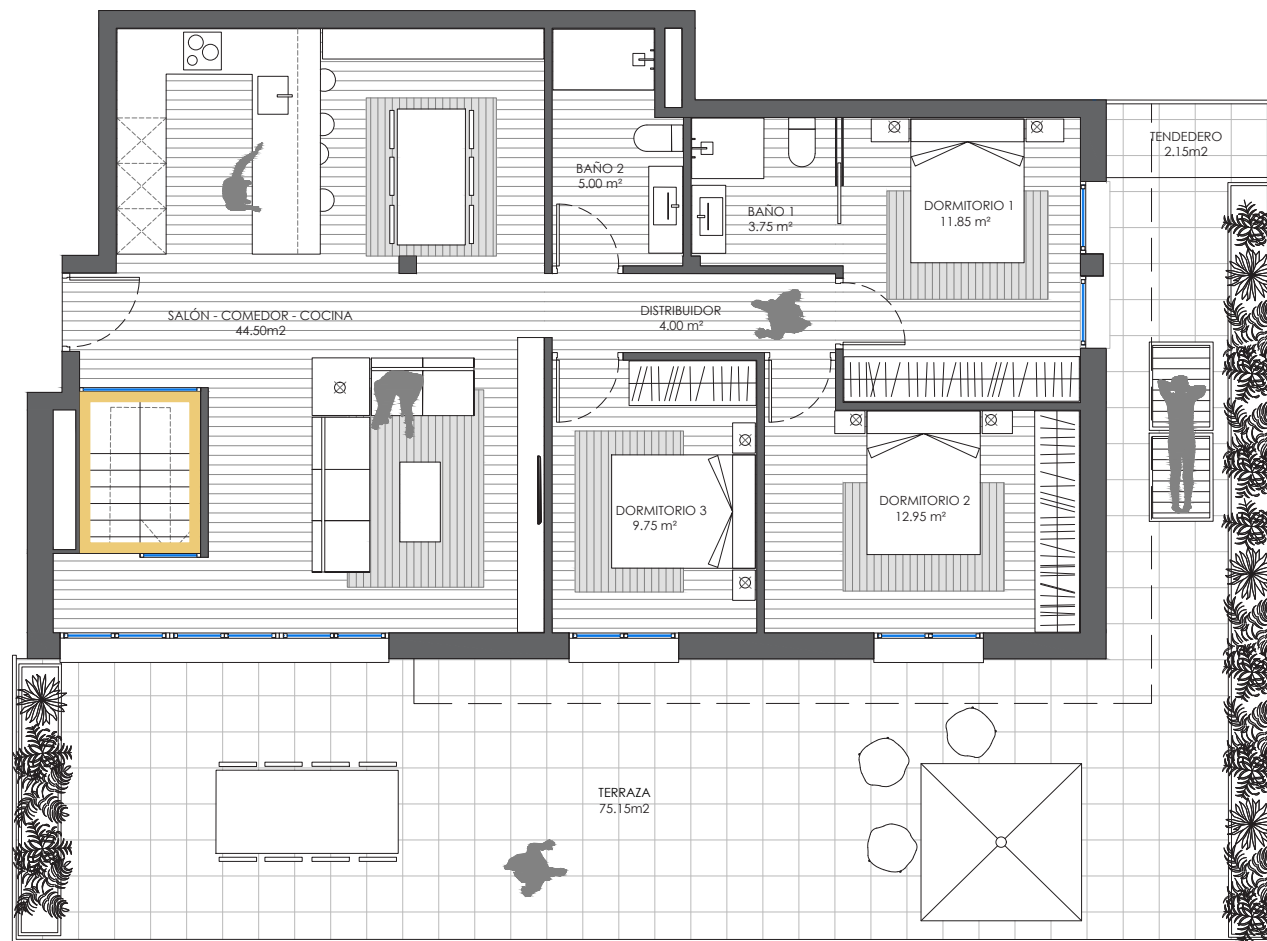 TENDEDERO
2.15m2
BAÑO 2
5.00 m²
BAÑO 1
3.75 m²
DORMITORIO 1
11.85 m²
SALÓN - COMEDOR - COCINA
44.50m2
DISTRIBUIDOR
4.00 m²
DORMITORIO 3
9.75 m²
DORMITORIO 2
12.95 m²
TERRAZA
75.15m2